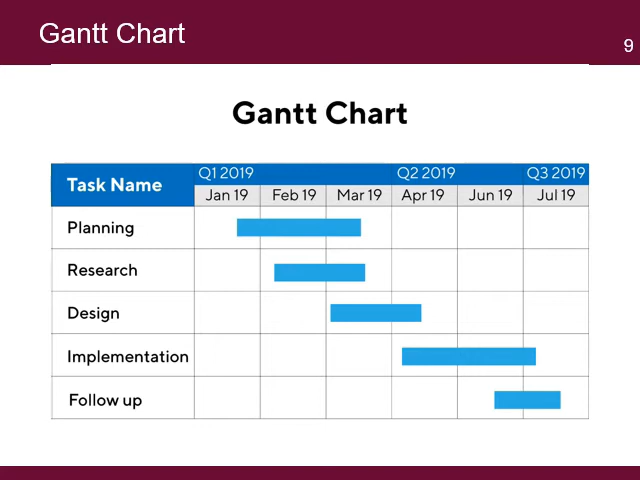 Gantt Chart
9
Gantt Chart
Task Name
Q1 2019 Q2 2019 Q3 2019
Jan 19 Feb 19 Mar 19 Apr 19 Jun 19 Jul 19
Planning
Research
Design
Implementation
Follow up